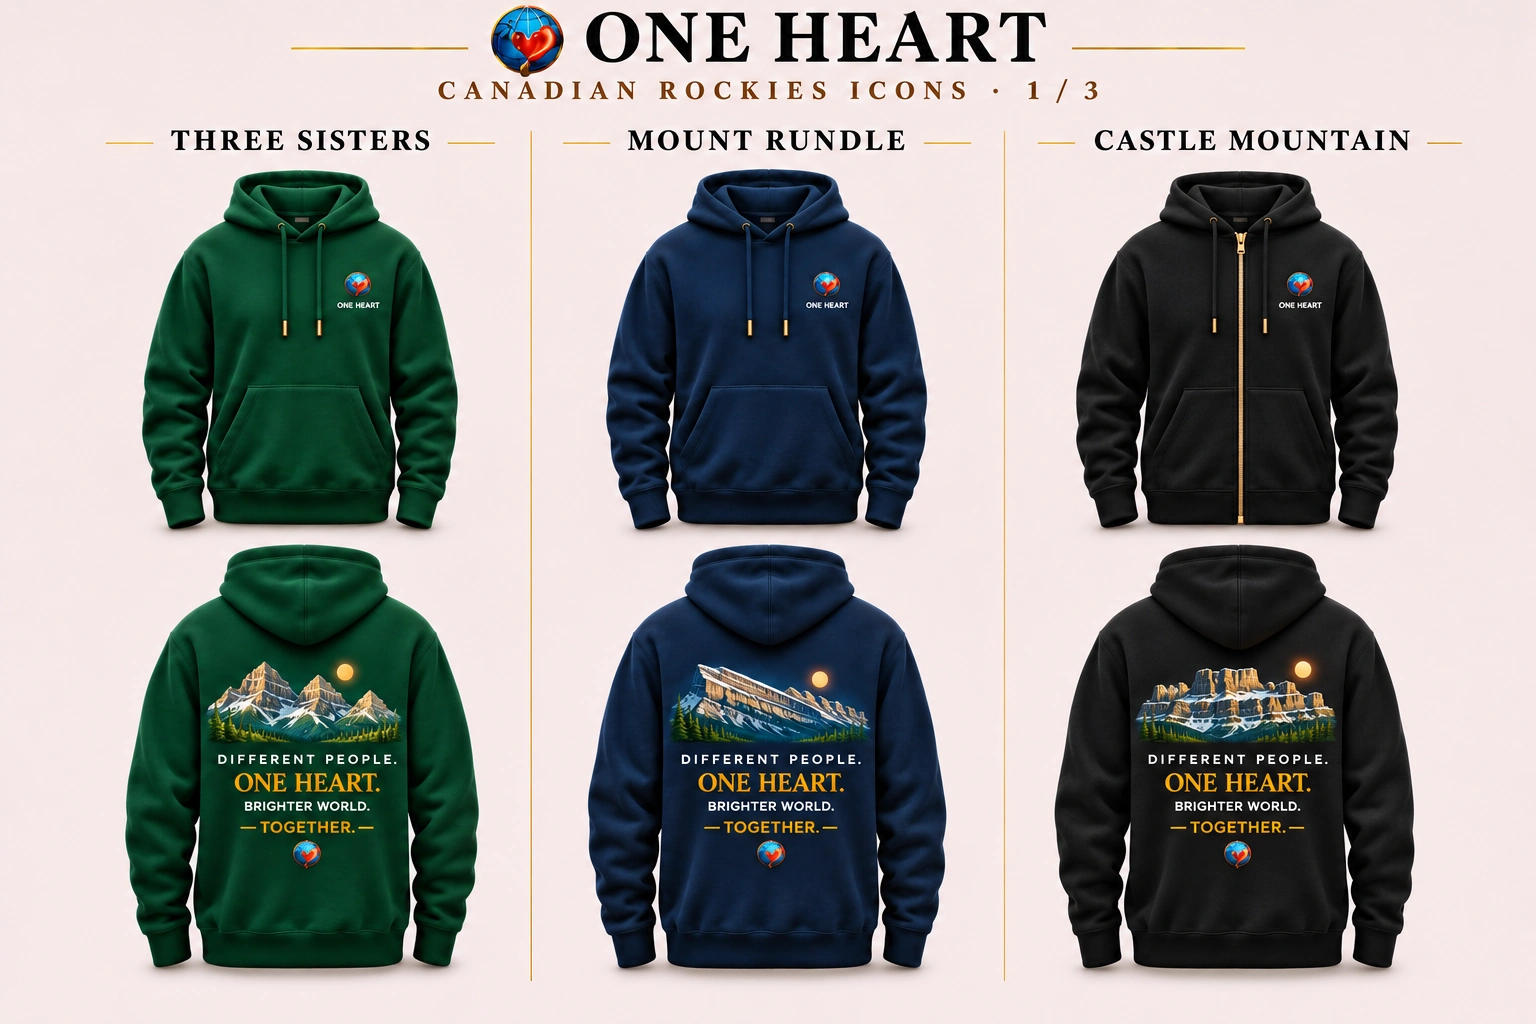 ONE HEART
CANADIAN ROCKIES ICONS · 1 / 3
THREE SISTERS
MOUNT RUNDLE
CASTLE MOUNTAIN
ONE HEART
ONE HEART
ONE HEART
DIFFERENT PEOPLE.
ONE HEART.
BRIGHTER WORLD.
— TOGETHER. —
DIFFERENT PEOPLE.
ONE HEART.
BRIGHTER WORLD.
— TOGETHER. —
DIFFERENT PEOPLE.
ONE HEART.
BRIGHTER WORLD.
— TOGETHER. —